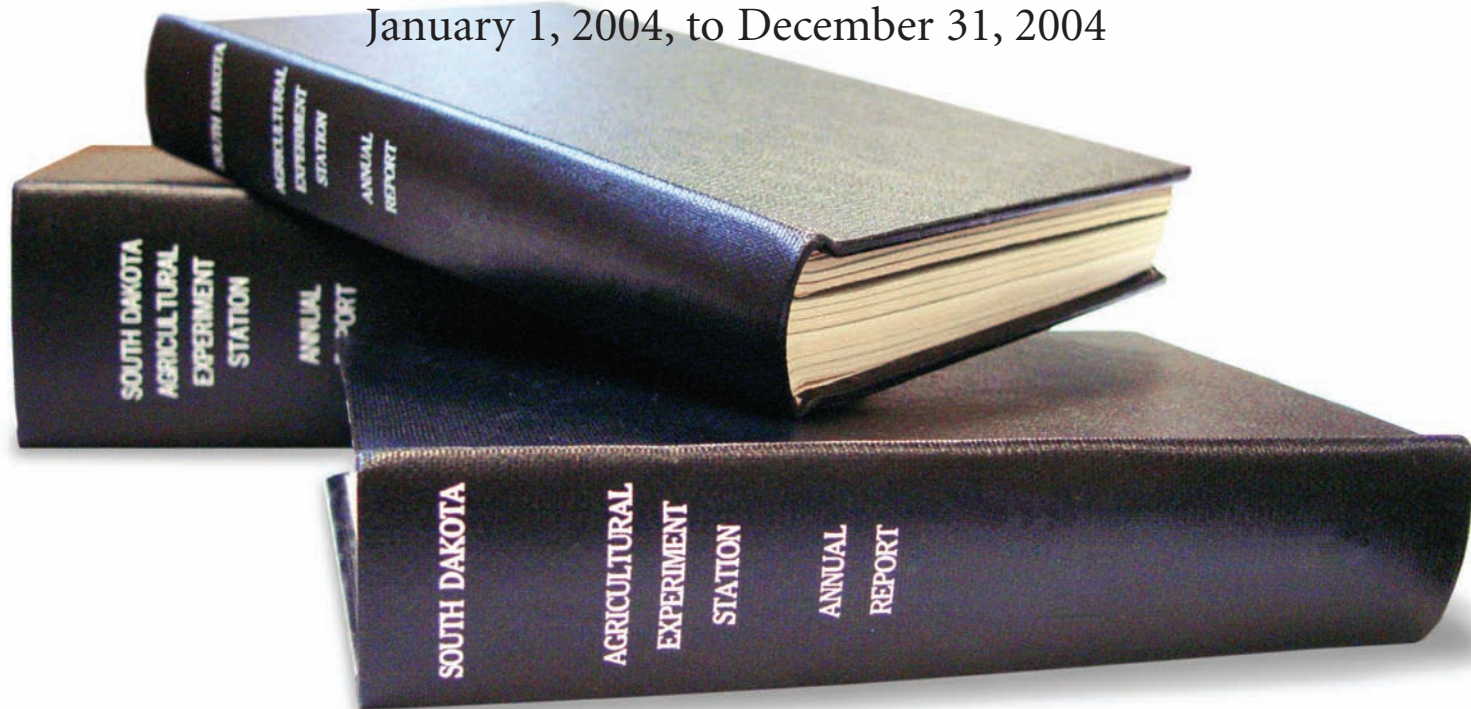 January 1, 2004, to December 31, 2004
SOUTH DAKOTA
AGRICULTURAL
EXPERIMENT
STATION
ANNUAL
REPORT
SOUTH DAKOTA
AGRICULTURAL
EXPERIMENT
STATION
ANNUAL
PORT
SOUTH DAKOTA
AGRICULTURAL
EXPERIMENT
STATION
ANNUAL
REPORT